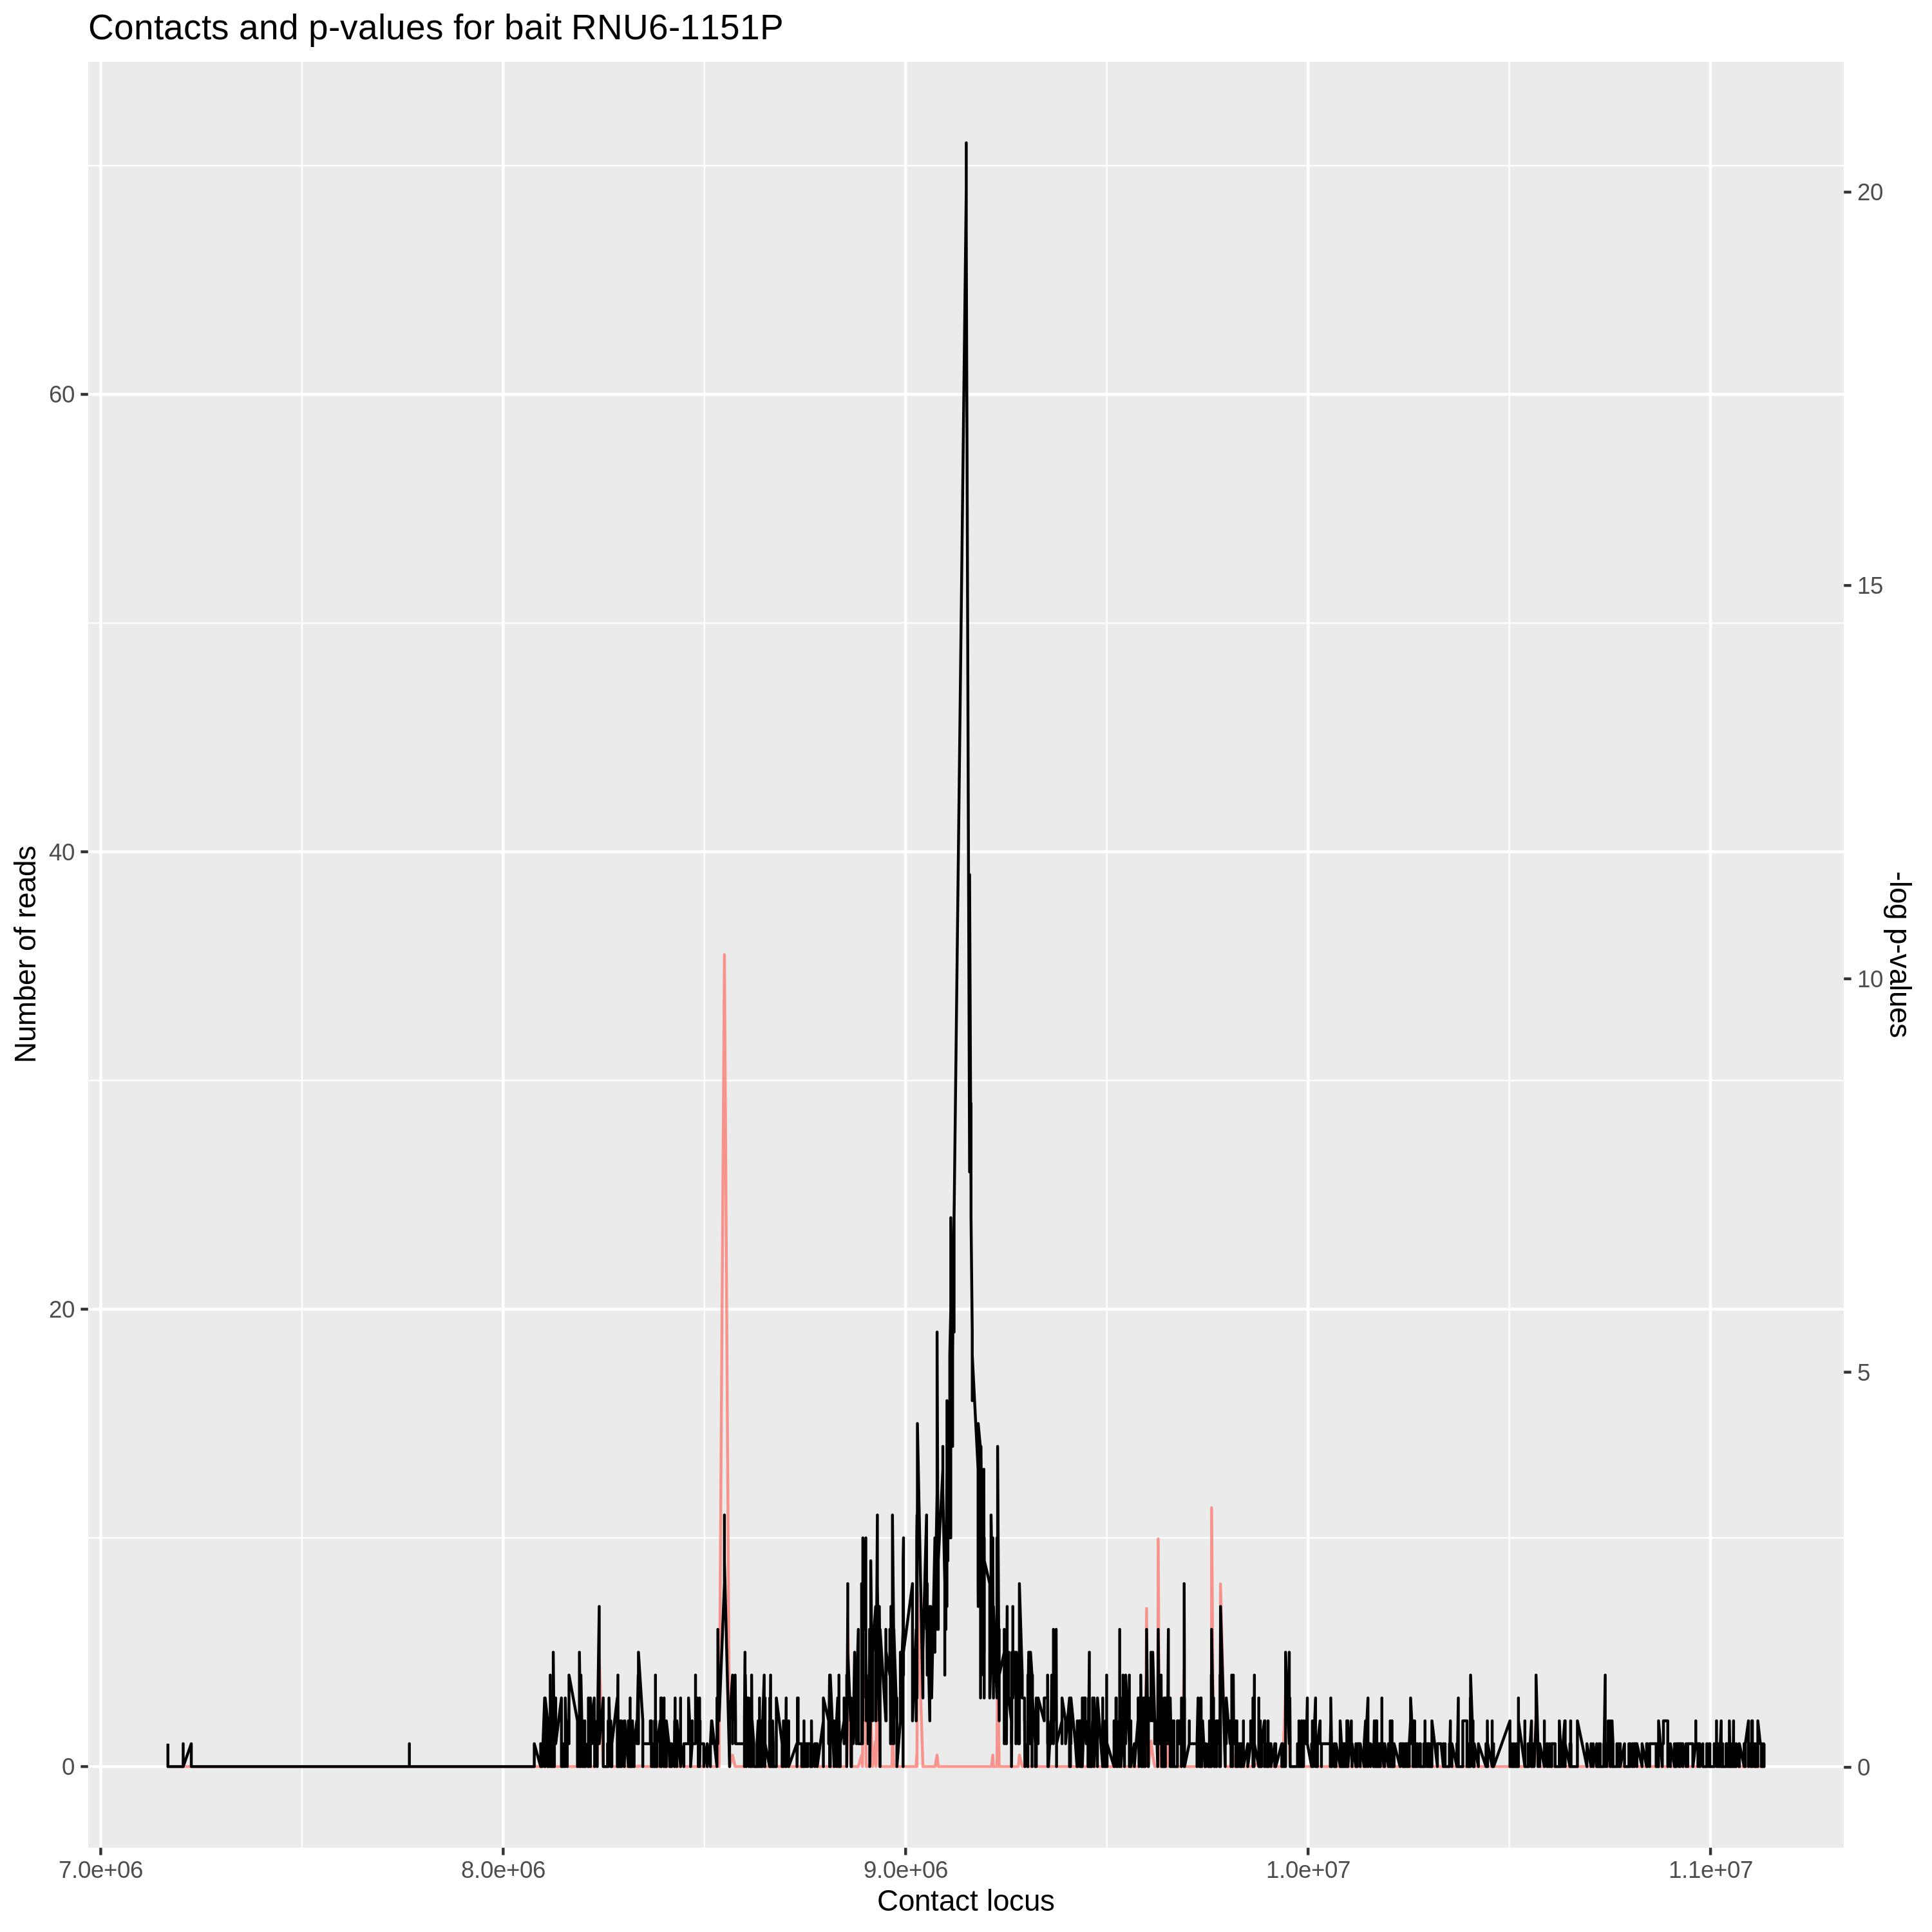 Contacts and p-values for bait RNU6-1151P
Number of reads
60
40
20
0
20
15
10
5
0
-log p-values
7.0e+06
8.0e+06
9.0e+06
1.0e+07
1.1e+07
Contact locus